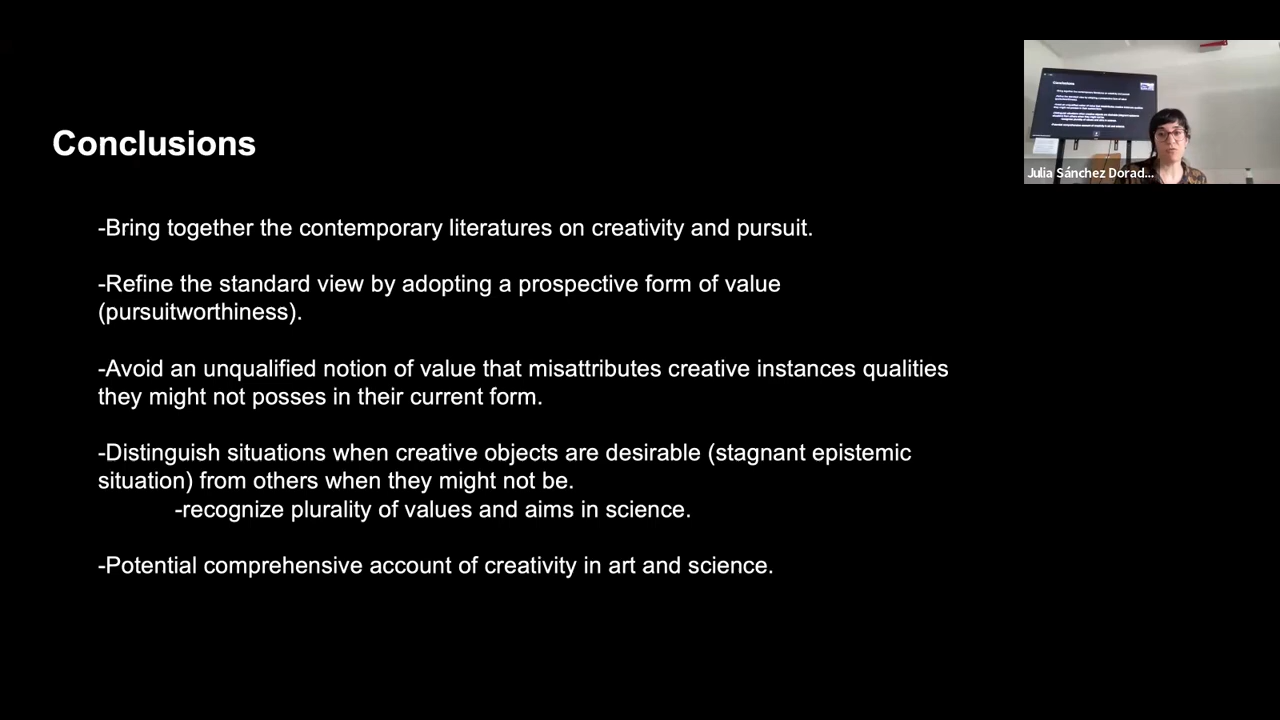 Conclusions
-Bring together the contemporary literatures on creativity and pursuit.
-Refine the standard view by adopting a prospective form of value
(pursuitworthiness).
-Avoid an unqualified notion of value that misattributes creative instances qualities
they might not posses in their current form.
-Distinguish situations when creative objects are desirable (stagnant epistemic
situation) from others when they might not be.
-recognize plurality of values and aims in science.
-Potential comprehensive account of creativity in art and science.
Julia Sánchez Dorad...
Conclusions